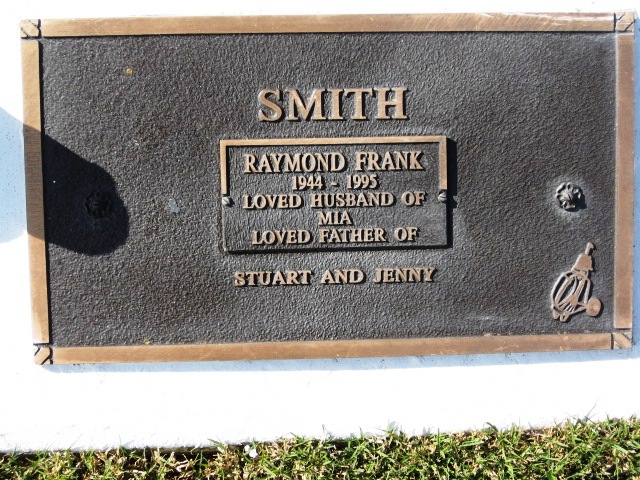 SMITH
RAYMOND FRANK
1944 - 1995
LOVED HUSBAND OF
MIA
LOVED FATHER OF
STUART AND JENNY